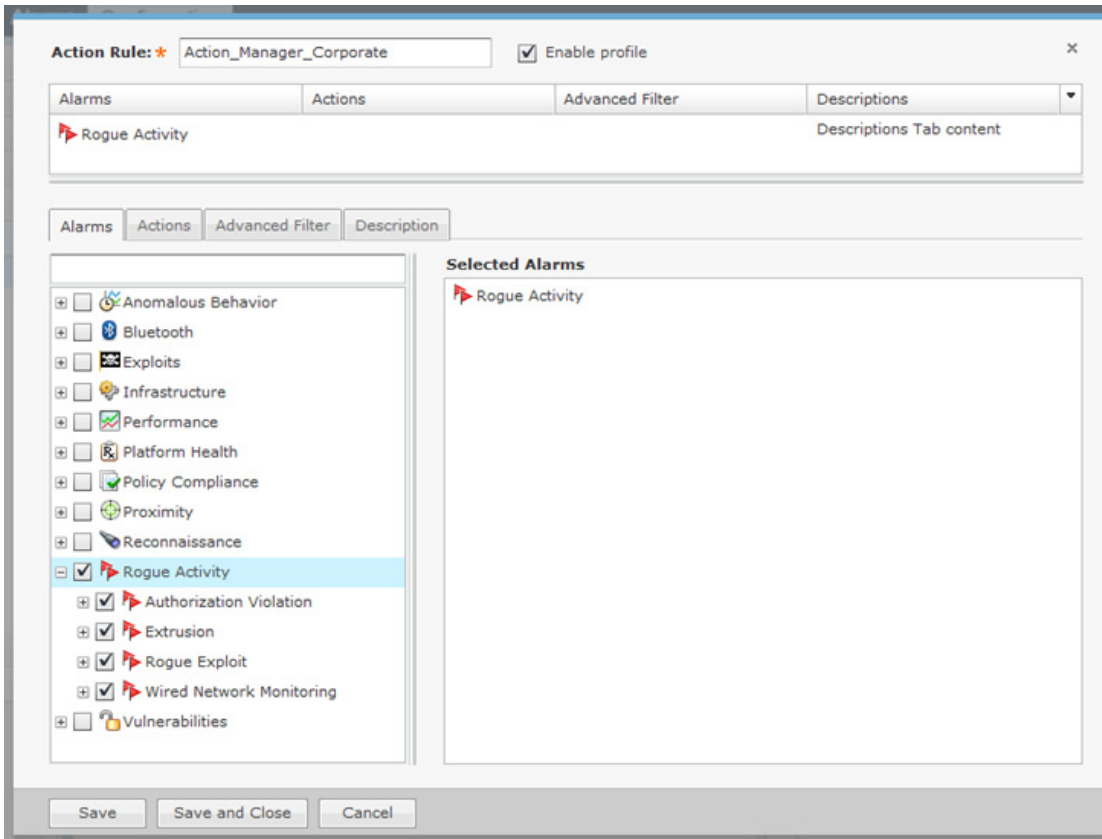 Action Rule: * Action_Manager_Corporate Enable profile ×
Alarms Actions Advanced Filter Descriptions
Rogue Activity Descriptions Tab content
Alarms Actions Advanced Filter Description
Selected Alarms
Rogue Activity
Anomalous Behavior
Bluetooth
Exploits
Infrastructure
Performance
Platform Health
Policy Compliance
Proximity
Reconnaissance
Rogue Activity
Authorization Violation
Extrusion
Rogue Exploit
Wired Network Monitoring
Vulnerabilities
Save Save and Close Cancel